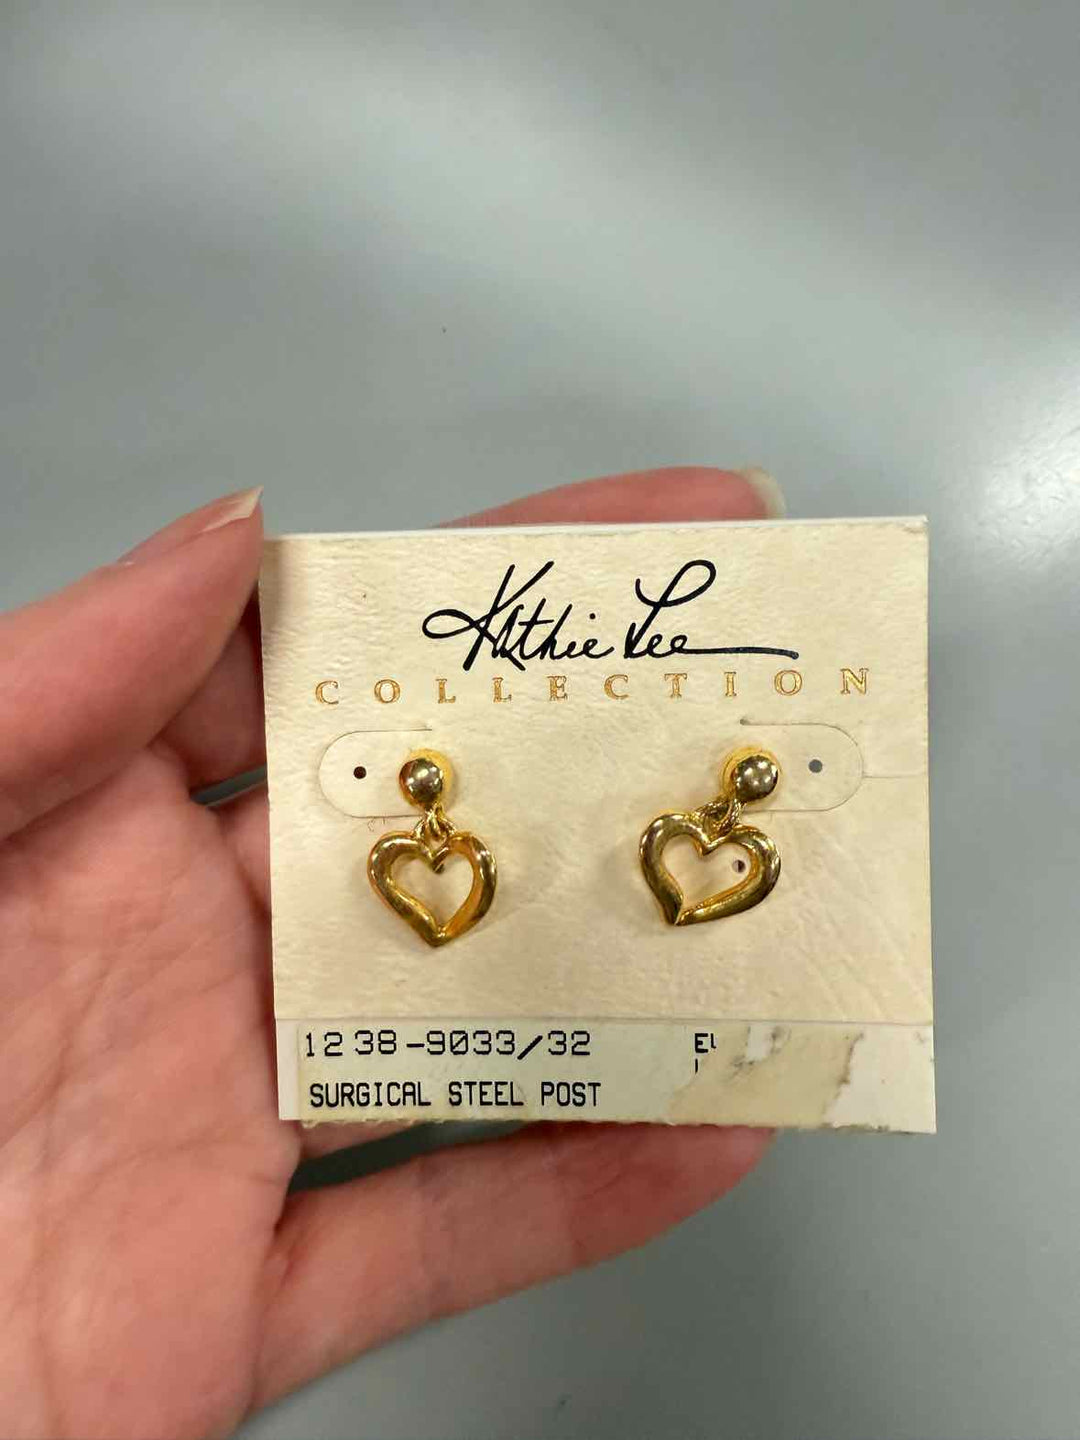 Kathie Lee
COLLECTION
1238-9033/32
SURGICAL STEEL POST